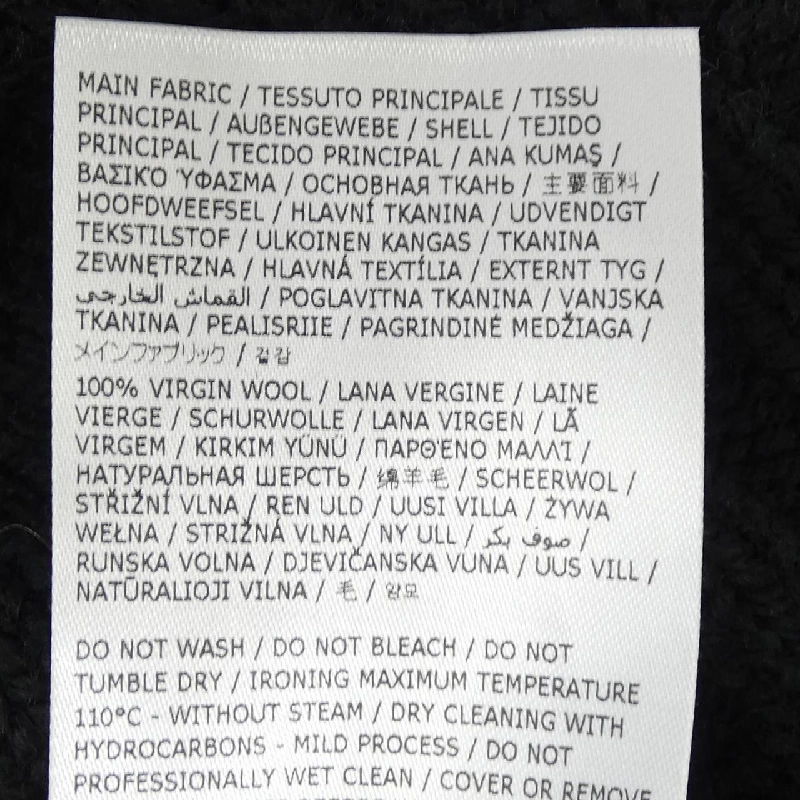 MAIN FABRIC / TESSUTO PRINCIPALE / TISSU
PRINCIPAL / AUßENGEWEBE / SHELL / TEJIDO
PRINCIPAL / TECIDO PRINCIPAL / ANA KUMAŞ /
ΒΑΣΙΚΌ ΎΦΑΣΜΑ / ОСНОВНАЯ ТКАНЬ / 主要面料 /
HOOFDWEEFSEL / HLAVNÍ TKANINA / UDVENDIGT
TEKSTILSTOF / ULKOINEN KANGAS / TKANINA
ZEWNĘTRZNA / HLAVNÁ TEXTÍLIA / EXTERNT TYG /
القماش الخارجي / POGLAVITNA TKANINA / VANJSKA
TKANINA / PEALISRIIE / PAGRINDINĖ MEDŽIAGA /
メインファブリック / 겉감
100% VIRGIN WOOL / LANA VERGINE / LAINE
VIERGE / SCHURWOLLE / LANA VIRGEN / LÃ
VIRGEM / KIRKIM YÜNÜ / ΠΑΡΘΈΝΟ ΜΑΛΛΊ /
НАТУРАЛЬНАЯ ШЕРСТЬ / 绵羊毛 / SCHEERWOL /
STŘIŽNÍ VLNA / REN ULD / UUSI VILLA / ŻYWA
WEŁNA / STRIŽNÁ VLNA / NY ULL / صوف بكر /
RUNSKA VOLNA / DJEVIČANSKA VUNA / UUS VILL /
NATŪRALIOJI VILNA / 毛 / 양모
DO NOT WASH / DO NOT BLEACH / DO NOT
TUMBLE DRY / IRONING MAXIMUM TEMPERATURE
110°C - WITHOUT STEAM / DRY CLEANING WITH
HYDROCARBONS - MILD PROCESS / DO NOT
PROFESSIONALLY WET CLEAN / COVER OR REMOVE